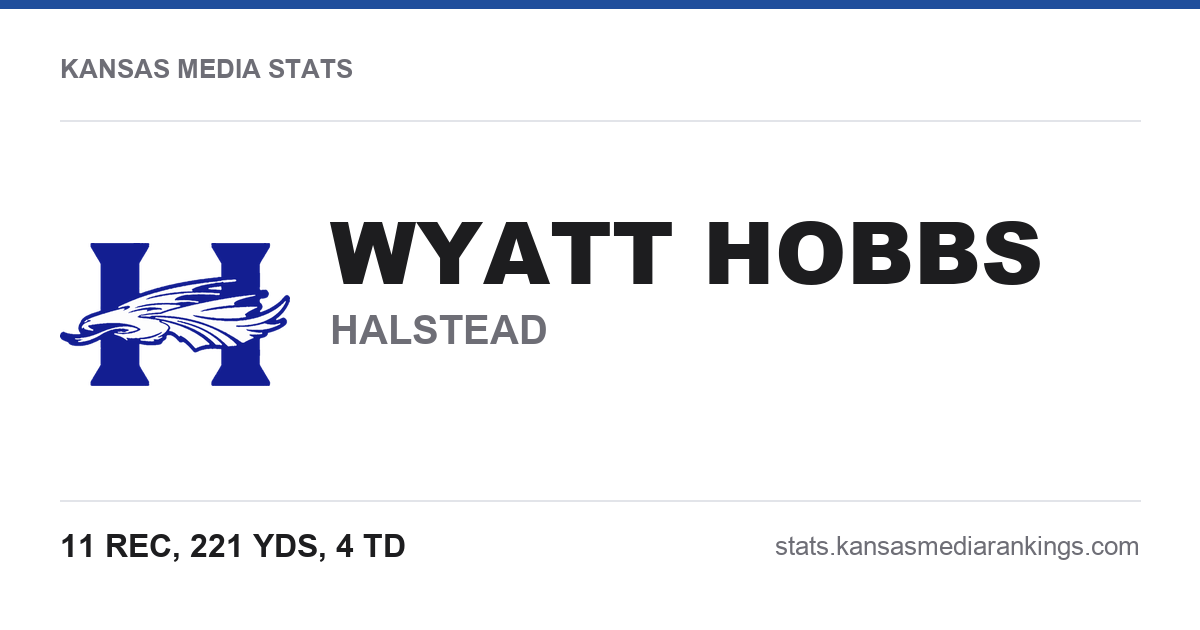 KANSAS MEDIA STATS
H
WYATT HOBBS
HALSTEAD
11 REC, 221 YDS, 4 TD
stats.kansasmediarankings.com